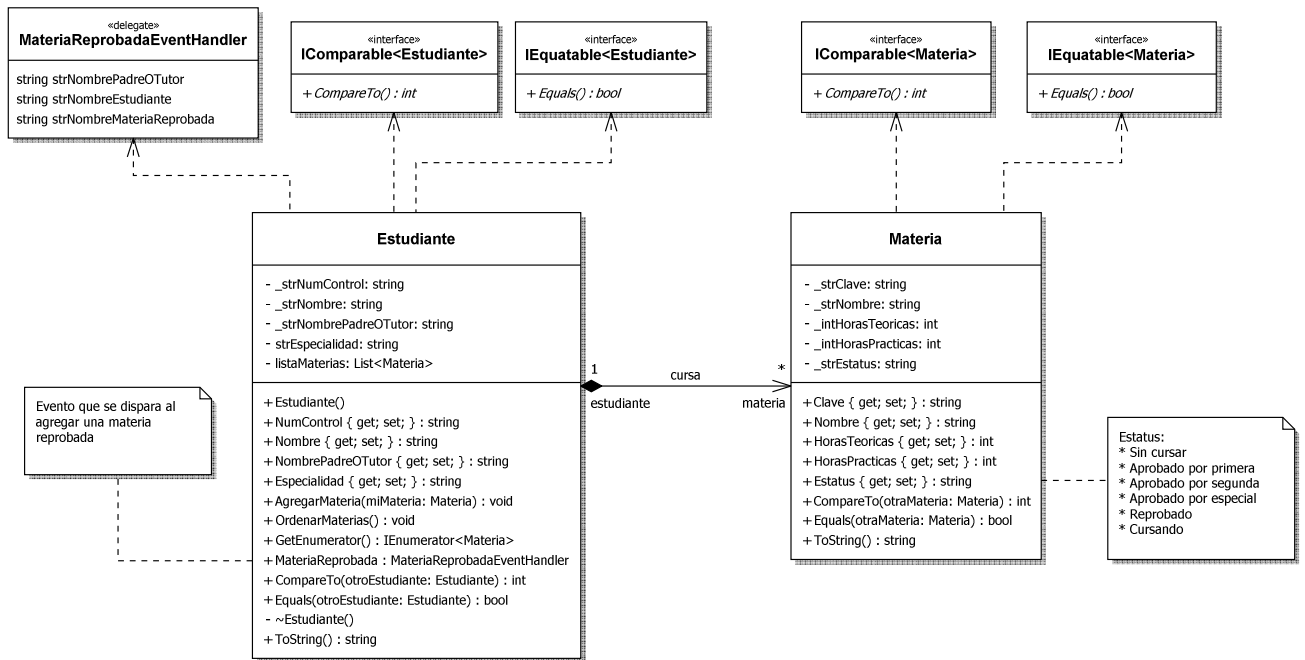 «delegate»
MateriaReprobadaEventHandler
string strNombrePadreOTutor
string strNombreEstudiante
string strNombreMateriaReprobada
«interface»
IComparable<Estudiante>
+ CompareTo() : int
«interface»
IEquatable<Estudiante>
+ Equals() : bool
«interface»
IComparable<Materia>
+ CompareTo() : int
«interface»
IEquatable<Materia>
+ Equals() : bool
Estudiante
- _strNumControl: string
- _strNombre: string
- _strNombrePadreOTutor: string
- strEspecialidad: string
- listaMaterias: List<Materia>
+ Estudiante()
+ NumControl { get; set; } : string
+ Nombre { get; set; } : string
+ NombrePadreOTutor { get; set; } : string
+ Especialidad { get; set; } : string
+ AgregarMateria(miMateria: Materia) : void
+ OrdenarMaterias() : void
+ GetEnumerator() : IEnumerator<Materia>
+ MateriaReprobada : MateriaReprobadaEventHandler
+ CompareTo(otroEstudiante: Estudiante) : int
+ Equals(otroEstudiante: Estudiante) : bool
- ~Estudiante()
+ ToString() : string
Evento que se dispara al
agregar una materia
reprobada
1
cursa
*
estudiante
materia
Materia
- _strClave: string
- _strNombre: string
- _intHorasTeoricas: int
- _intHorasPracticas: int
- _strEstatus: string
+ Clave { get; set; } : string
+ Nombre { get; set; } : string
+ HorasTeoricas { get; set; } : int
+ HorasPracticas { get; set; } : int
+ Estatus { get; set; } : string
+ CompareTo(otraMateria: Materia) : int
+ Equals(otraMateria: Materia) : bool
+ ToString() : string
Estatus:
* Sin cursar
* Aprobado por primera
* Aprobado por segunda
* Aprobado por especial
* Reprobado
* Cursando